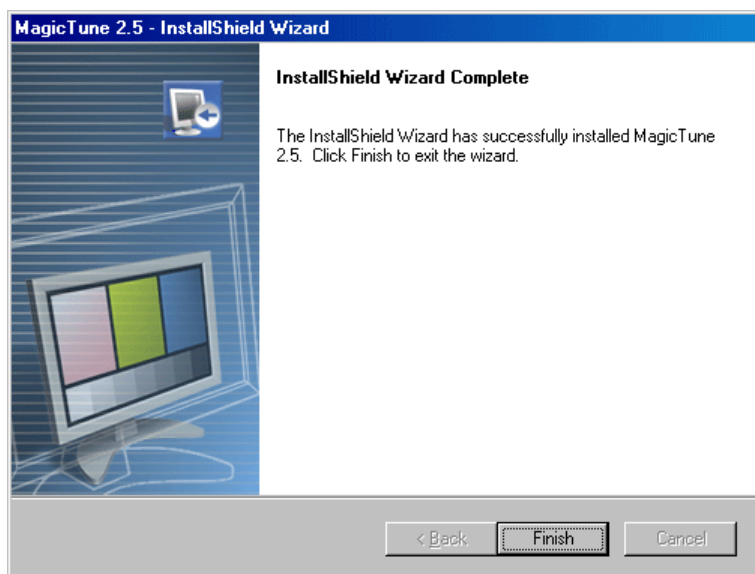 MagicTune 2.5 - InstallShield Wizard
InstallShield Wizard Complete
The InstallShield Wizard has successfully installed MagicTune
2.5. Click Finish to exit the wizard.
< Back
Finish
Cancel